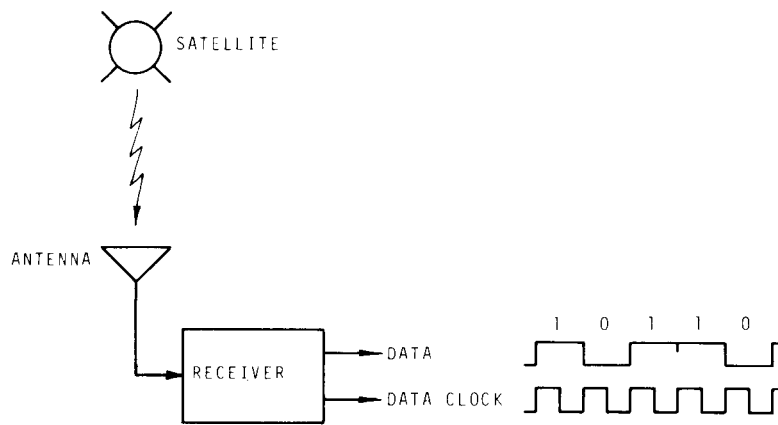 SATELLITE
ANTENNA
1 0 1 1 0
RECEIVER
DATA
DATA CLOCK